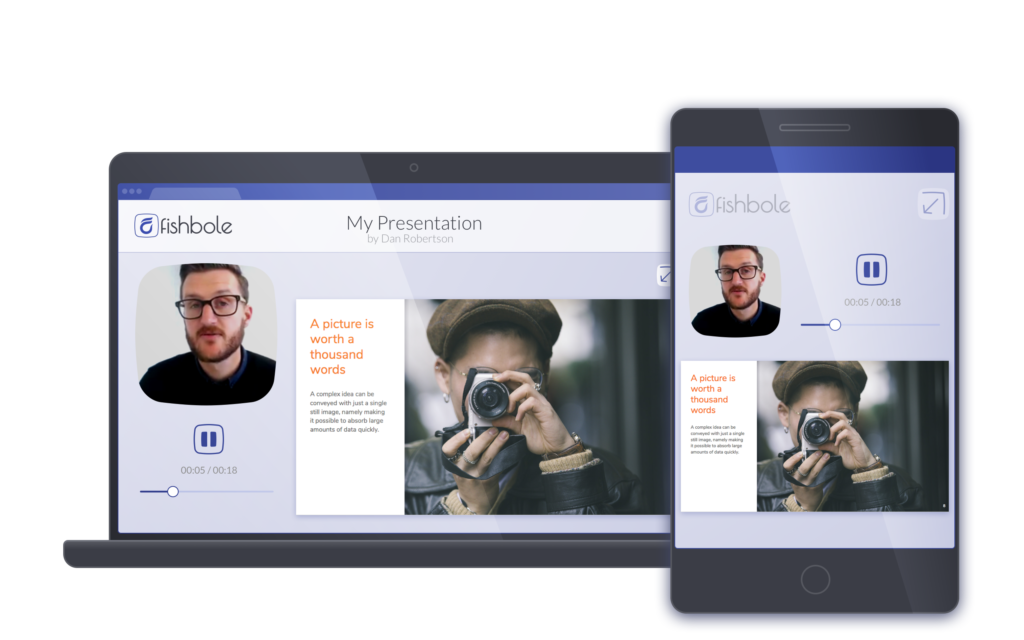 fishbole
My Presentation
by Dan Robertson
A picture is
worth a
thousand
words
A complex idea can be
conveyed with just a single
still image, namely making
it possible to absorb large
amounts of data quickly.
00:05 / 00:18
fishbole
00:05 / 00:18
A picture is
worth a
thousand
words
A complex idea can be
conveyed with just a single
still image, namely making
it possible to absorb large
amounts of data quickly.